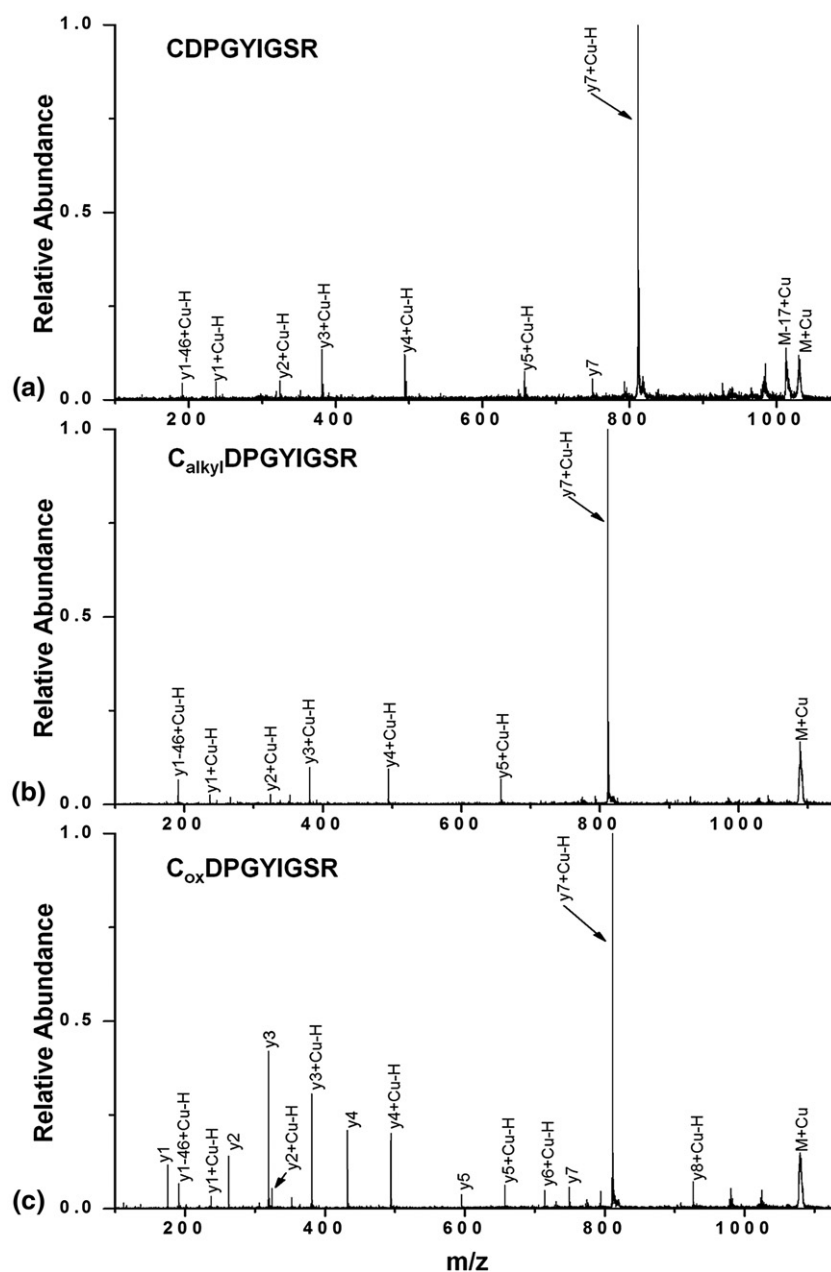 1.0
CDPGYIGSR
y7+Cu-H
Relative Abundance
0.5
y1-46+Cu-H
y1+Cu-H
y2+Cu-H
y3+Cu-H
y4+Cu-H
y5+Cu-H
y7
M-17+Cu
M+Cu
(a)
0.0
200 400 600 800 1000
1.0
CalkylDPGYIGSR
y7+Cu-H
Relative Abundance
0.5
y1-46+Cu-H
y1+Cu-H
y2+Cu-H
y3+Cu-H
y4+Cu-H
y5+Cu-H
M+Cu
(b)
0.0
200 400 600 800 1000
1.0
CoxDPGYIGSR
y7+Cu-H
Relative Abundance
0.5
y1
y1-46+Cu-H
y1+Cu-H
y2
y3
y2+Cu-H
y3+Cu-H
y4
y4+Cu-H
y5
y5+Cu-H
y6+Cu-H
y7
y8+Cu-H
M+Cu
(c)
0.0
200 400 600 800 1000
m/z